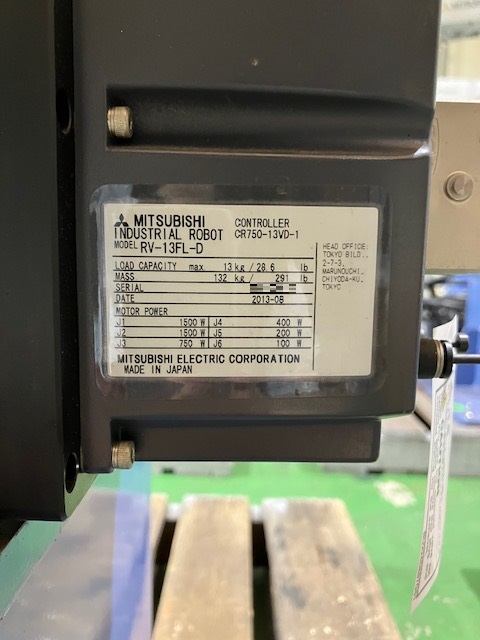 MITSUBISHI
INDUSTRIAL ROBOT
MODEL RV-13FL-D
CONTROLLER
CR750-13VD-1
LOAD CAPACITY max. 13 kg / 28.6 lb
MASS 132 kg / 291 lb
SERIAL
DATE 2013-08
MOTOR POWER
J1 1500 W J4 400 W
J2 1500 W J5 200 W
J3 750 W J6 100 W
MITSUBISHI ELECTRIC CORPORATION
MADE IN JAPAN
HEAD OFFICE:
TOKYO BILD.,
2-7-3,
MARUNOUCHI,
CHIYODA-KU,
TOKYO